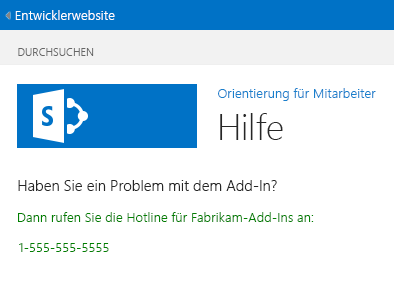 Entwicklerwebsite
DURCHSUCHEN
S
Orientierung für Mitarbeiter
Hilfe
Haben Sie ein Problem mit dem Add-In?
Dann rufen Sie die Hotline für Fabrikam-Add-Ins an:
1-555-555-5555